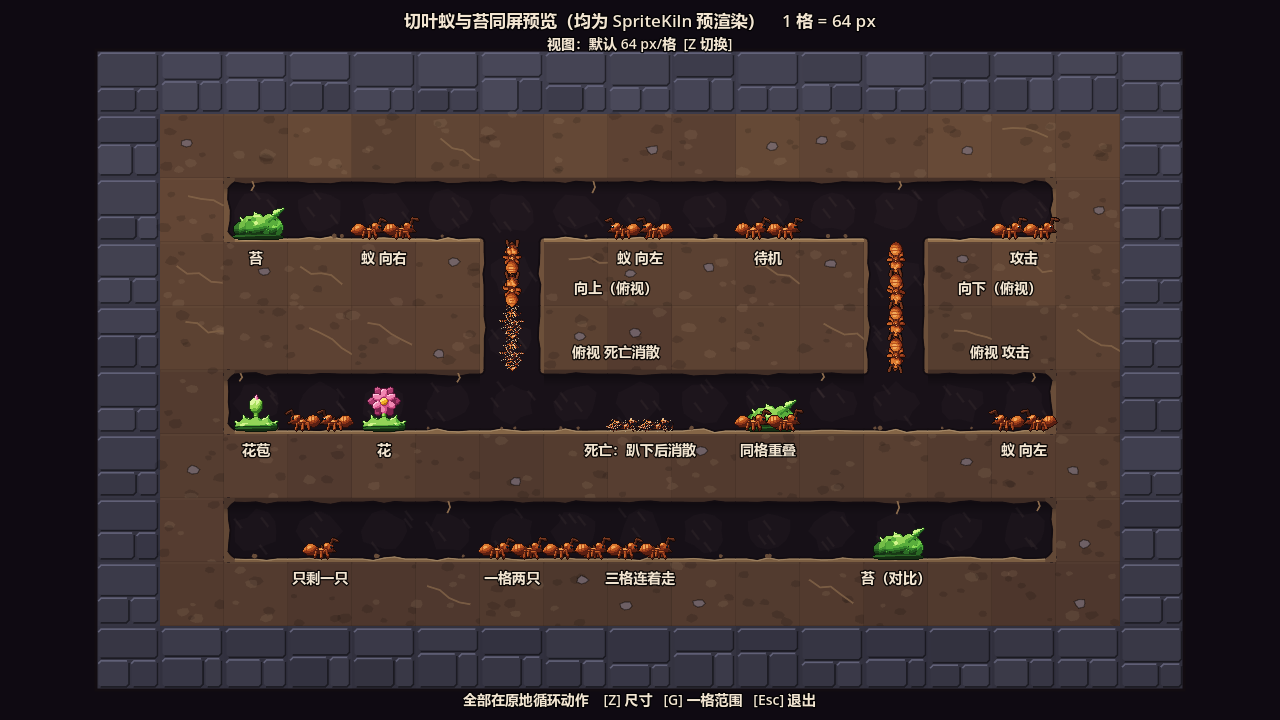 切叶蚁与苔同屏预览（均为 SpriteKiln 预渲染） 1 格 = 64 px
视图：默认 64 px/格 [Z 切换]
苔
蚁 向右
蚁 向左
待机
攻击
向上（俯视）
向下（俯视）
俯视 死亡消散
俯视 攻击
花苞
花
死亡：趴下后消散
同格重叠
蚁 向左
只剩一只
一格两只
三格连着走
苔（对比）
全部在原地循环动作 [Z] 尺寸 [G] 一格范围 [Esc] 退出